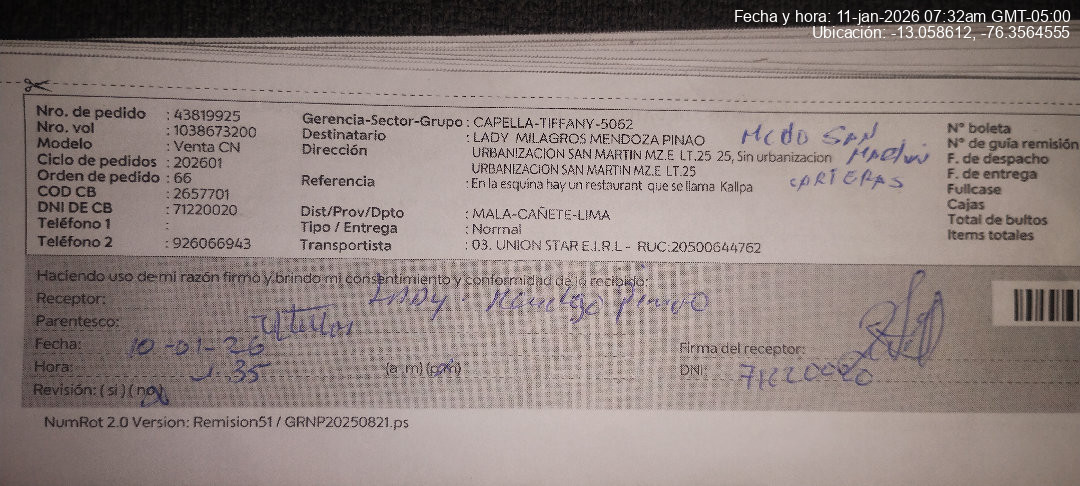 Fecha y hora: 11-jan-2026 07:32am GMT-05:00
Ubicación: -13.058612, -76.3564555
Nro. de pedido : 43819925
Nro. vol : 1038673200
Modelo : Venta CN
Ciclo de pedidos : 202601
Orden de pedido : 66
COD CB : 2657701
DNI DE CB : 71220020
Teléfono 1 :
Teléfono 2 : 926066943
Gerencia-Sector-Grupo : CAPELLA-TIFFANY-5062
Destinatario : LADY MILAGROS MENDOZA PINAO
Dirección : URBANIZACION SAN MARTIN MZ.E LT.25 25, Sin urbanizacion
URBANIZACION SAN MARTIN MZ.E LT.25
Referencia : En la esquina hay un restaurant que se llama Kallpa
Dist/Prov/Dpto : MALA-CAÑETE-LIMA
Tipo / Entrega : Normal
Transportista : 03. UNION STAR E.I.R.L - RUC:20500644762
MCDO SAN
MARTIN
CARTERAS
N° boleta
N° de guía remisión
F. de despacho
F. de entrega
Fullcase
Cajas
Total de bultos
Items totales
Haciendo uso de mi razón firmo y brindo mi consentimiento y conformidad de lo recibido:
Receptor: LADY Pinao
Parentesco:
Fecha: 10-01-26
Hora: 35 (a m) (pm)
Revisión: ( si ) ( no )
Firma del receptor:
DNI: 71220020
NumRot 2.0 Version: Remision51 / GRNP20250821.ps